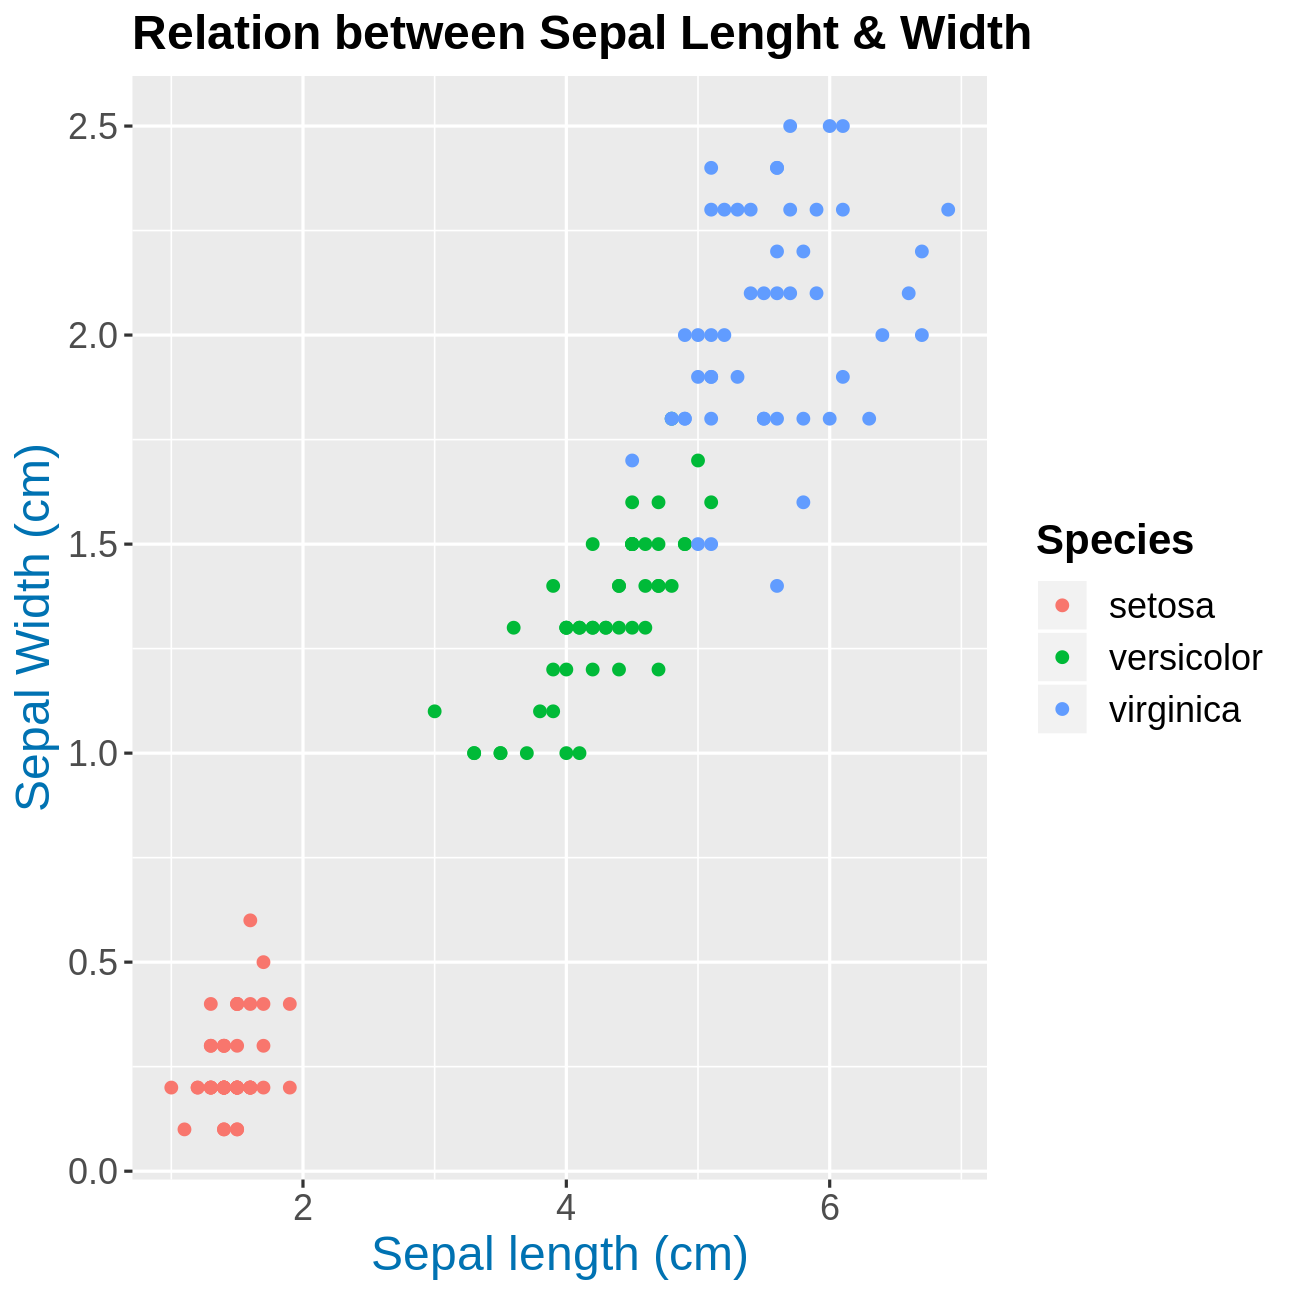 Relation between Sepal Lenght & Width
2.5
2.0
1.5
1.0
0.5
0.0
2 4 6
Sepal Width (cm)
Sepal length (cm)
Species
setosa
versicolor
virginica